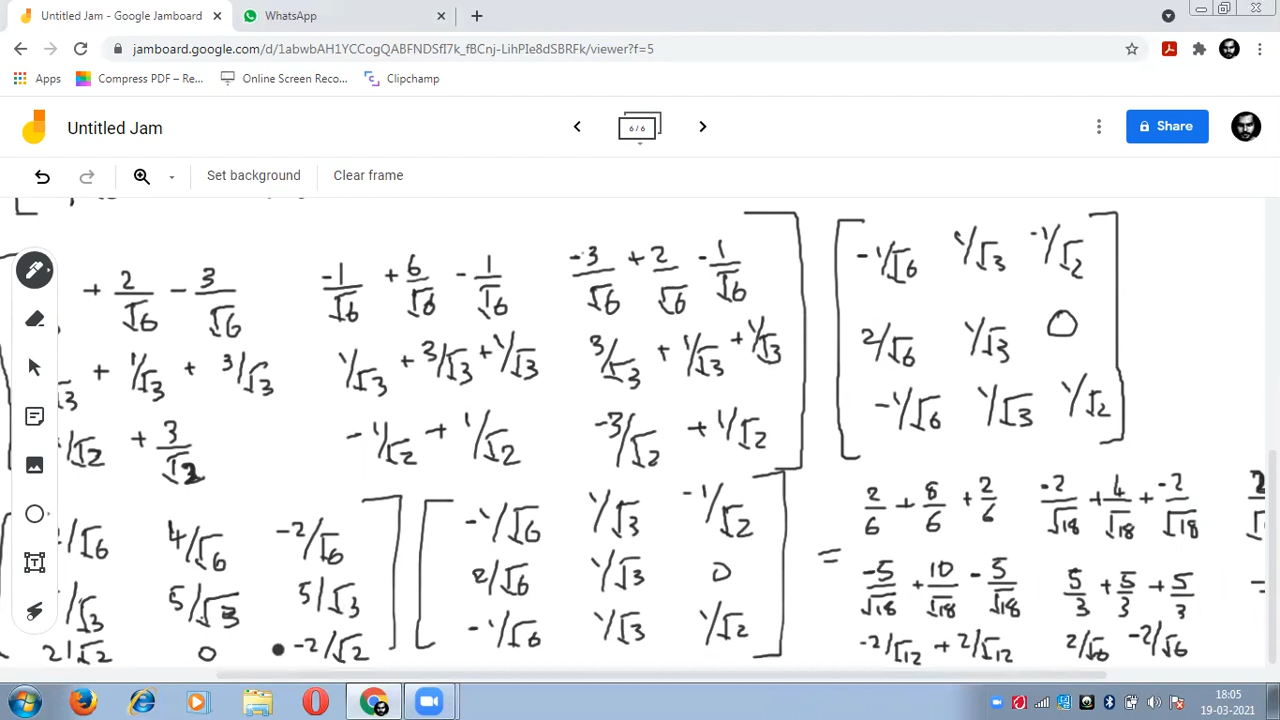 Untitled Jam - Google Jamboard
WhatsApp
jamboard.google.com/d/1abwbAH1YCCogQABFNDSfI7k_fBCnj-LihPIe8dSBRFk/viewer?f=5
Apps Compress PDF – Re... Online Screen Reco... Clipchamp
Untitled Jam
6 / 6
Share
Set background Clear frame
+ 2/√6 − 3/√6 -1/√6 + 6/√6 − 1/√6 -3/√6 + 2/√6 − 1/√6
√3 + 1/√3 + 3/√3 1/√3 + 3/√3 + 1/√3 3/√3 + 1/√3 + 1/√3
/√2 + 3/√2 -1/√2 + 1/√2 -3/√2 + 1/√2
-1/√6 1/√3 -1/√2
2/√6 1/√3 0
-1/√6 1/√3 1/√2
/√6 4/√6 -2/√6
/√3 5/√3 5/√3
2/√2 0 -2/√2
-1/√6 1/√3 -1/√2
2/√6 1/√3 0
-1/√6 1/√3 1/√2
=
2/6 + 8/6 + 2/6 -2/√18 + 4/√18 + -2/√18 2/√
-5/√18 + 10/√18 - 5/√18 5/3 + 5/3 + 5/3 -
-2/√12 + 2/√12 2/√6 -2/√6
18:05
19-03-2021